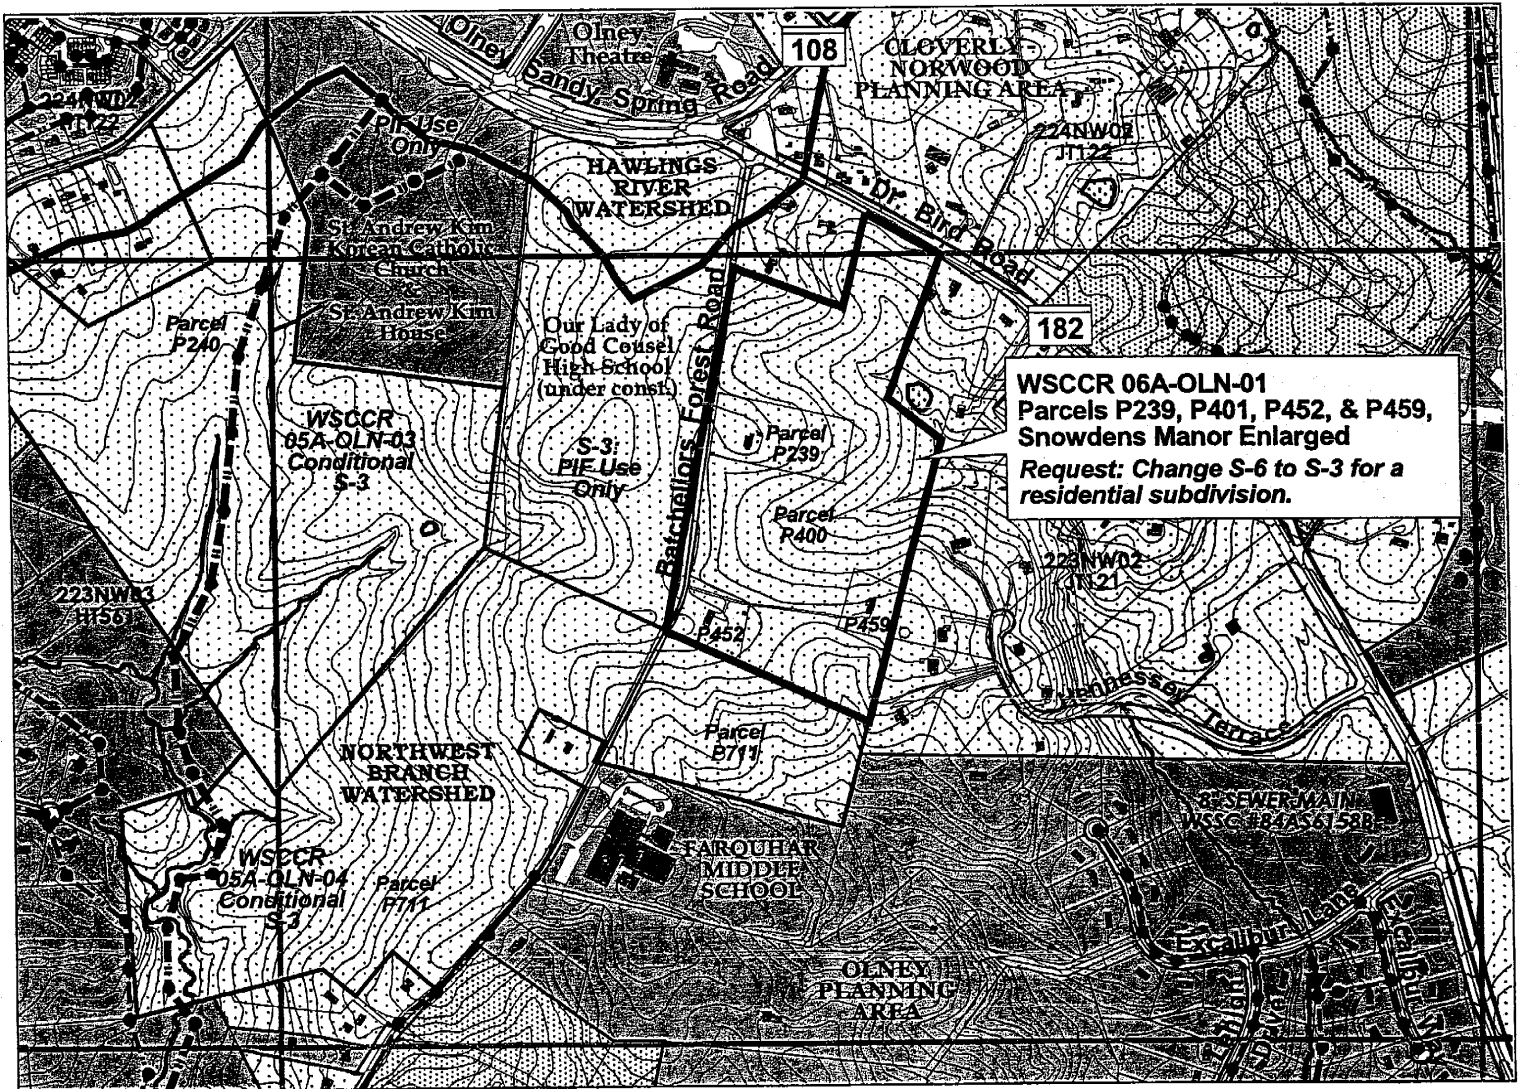 Olney
Theatre
108
CLOVERLY -
NORWOOD
PLANNING AREA
Olney Sandy Spring Road
224NW02
JT122
PIF Use
Only
HAWLINGS
RIVER
WATERSHED
Dr. Bird Road
St. Andrew Kim
Korean Catholic
Church
&
St. Andrew Kim
House
Parcel
P240
Our Lady of
Good Cousel
High School
(under const.)
Batchellors Forest Road
182
WSCCR 06A-OLN-01
Parcels P239, P401, P452, & P459,
Snowdens Manor Enlarged
Request: Change S-6 to S-3 for a
residential subdivision.
WSCCR
05A-OLN-03
Conditional
S-3
S-3:
PIF Use
Only
Parcel
P239
Parcel
P400
223NW03
HT561
223NW02
JT121
P452
P459
Hennessey Terrace
Parcel
P711
NORTHWEST
BRANCH
WATERSHED
8" SEWER MAIN
WSSC #84AS6158B
FARQUHAR
MIDDLE
SCHOOL
WSCCR
05A-OLN-04
Conditional
S-3
Parcel
P711
Excalibur Lane
OLNEY
PLANNING
AREA